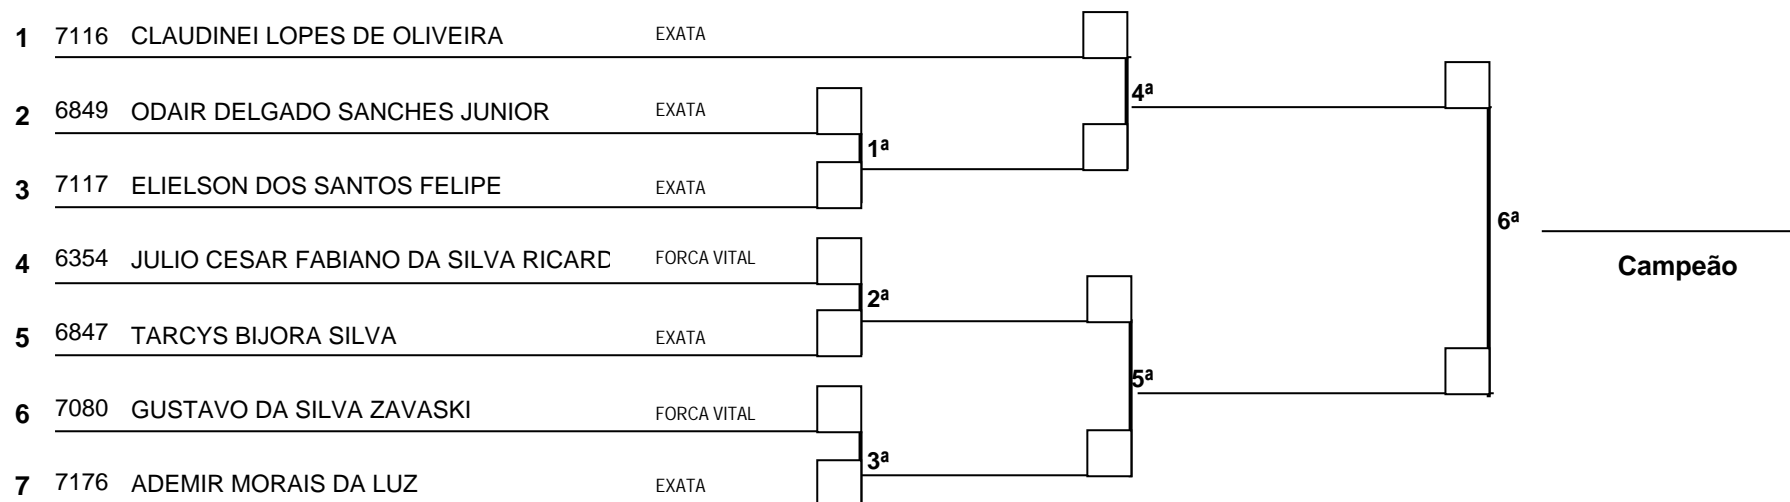 1 7116 CLAUDINEI LOPES DE OLIVEIRA EXATA
4ª
2 6849 ODAIR DELGADO SANCHES JUNIOR EXATA
1ª
3 7117 ELIELSON DOS SANTOS FELIPE EXATA
6ª
4 6354 JULIO CESAR FABIANO DA SILVA RICARD FORCA VITAL
Campeão
2ª
5 6847 TARCYS BIJORA SILVA EXATA
5ª
6 7080 GUSTAVO DA SILVA ZAVASKI FORCA VITAL
3ª
7 7176 ADEMIR MORAIS DA LUZ EXATA